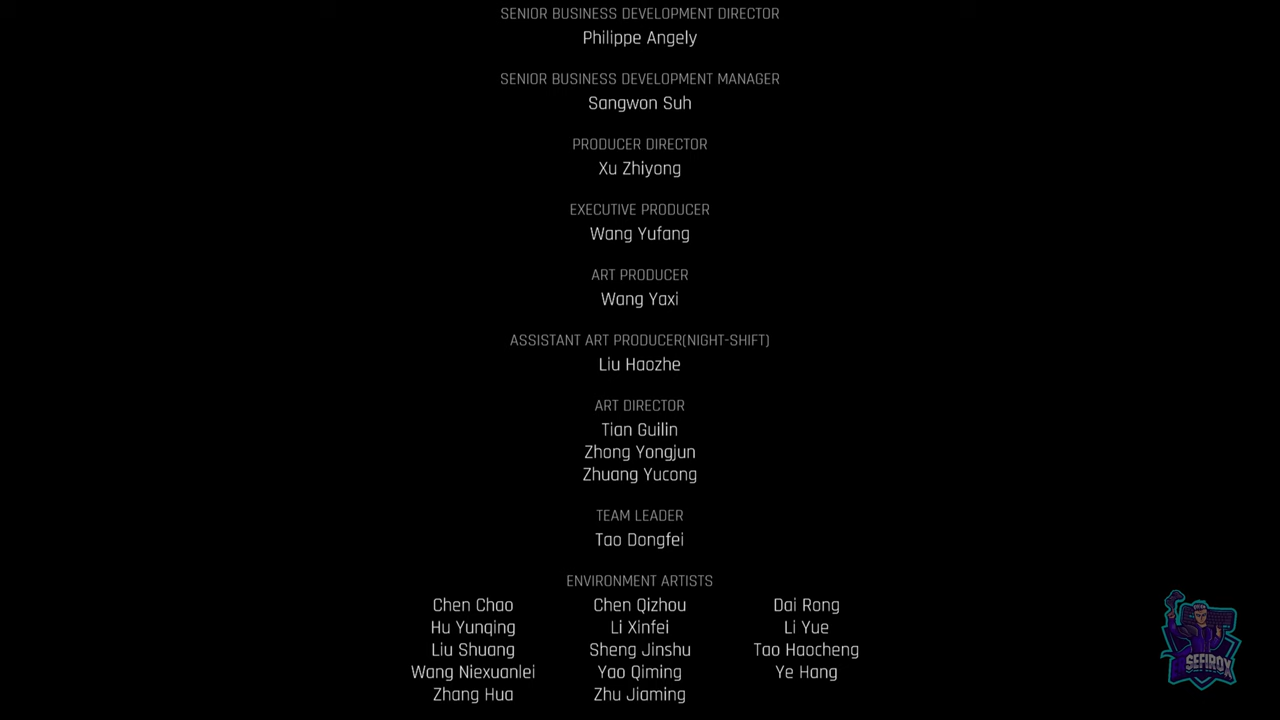 SENIOR BUSINESS DEVELOPMENT DIRECTOR
Philippe Angely
SENIOR BUSINESS DEVELOPMENT MANAGER
Sangwon Suh
PRODUCER DIRECTOR
Xu Zhiyong
EXECUTIVE PRODUCER
Wang Yufang
ART PRODUCER
Wang Yaxi
ASSISTANT ART PRODUCER(NIGHT-SHIFT)
Liu Haozhe
ART DIRECTOR
Tian Guilin
Zhong Yongjun
Zhuang Yucong
TEAM LEADER
Tao Dongfei
ENVIRONMENT ARTISTS
Chen Chao Chen Qizhou Dai Rong
Hu Yunqing Li Xinfei Li Yue
Liu Shuang Sheng Jinshu Tao Haocheng
Wang Niexuanlei Yao Qiming Ye Hang
Zhang Hua Zhu Jiaming
SEFIROX